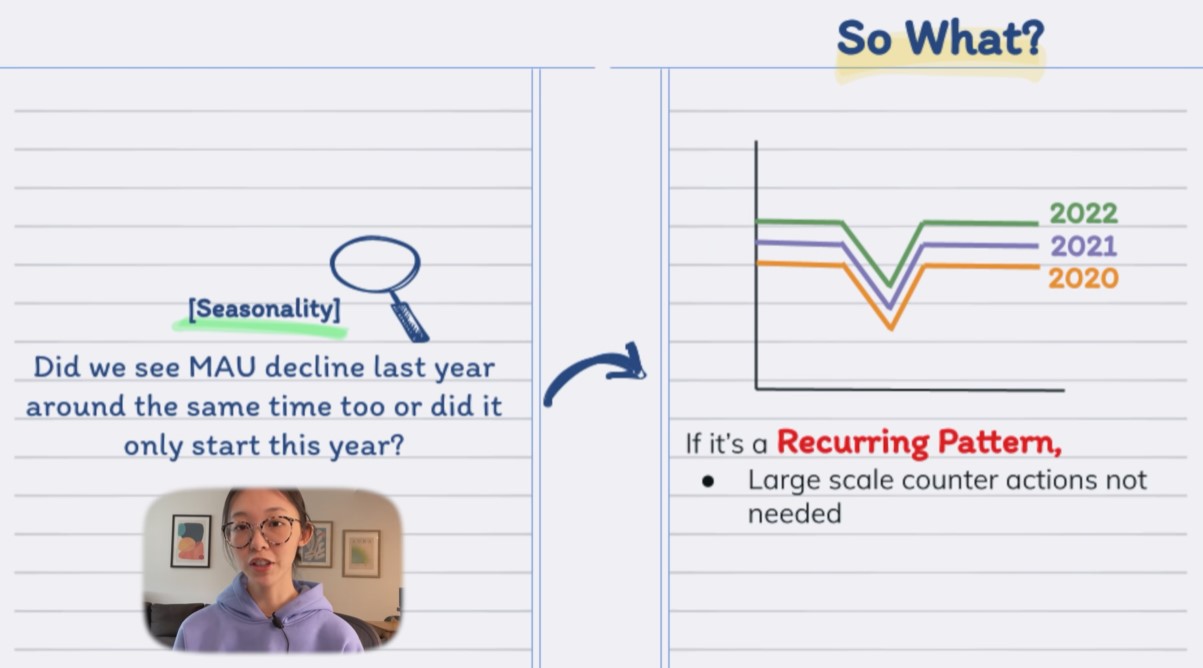 So What?
[Seasonality]
Did we see MAU decline last year
around the same time too or did it
only start this year?
2022
2021
2020
If it's a Recurring Pattern,
● Large scale counter actions not
needed